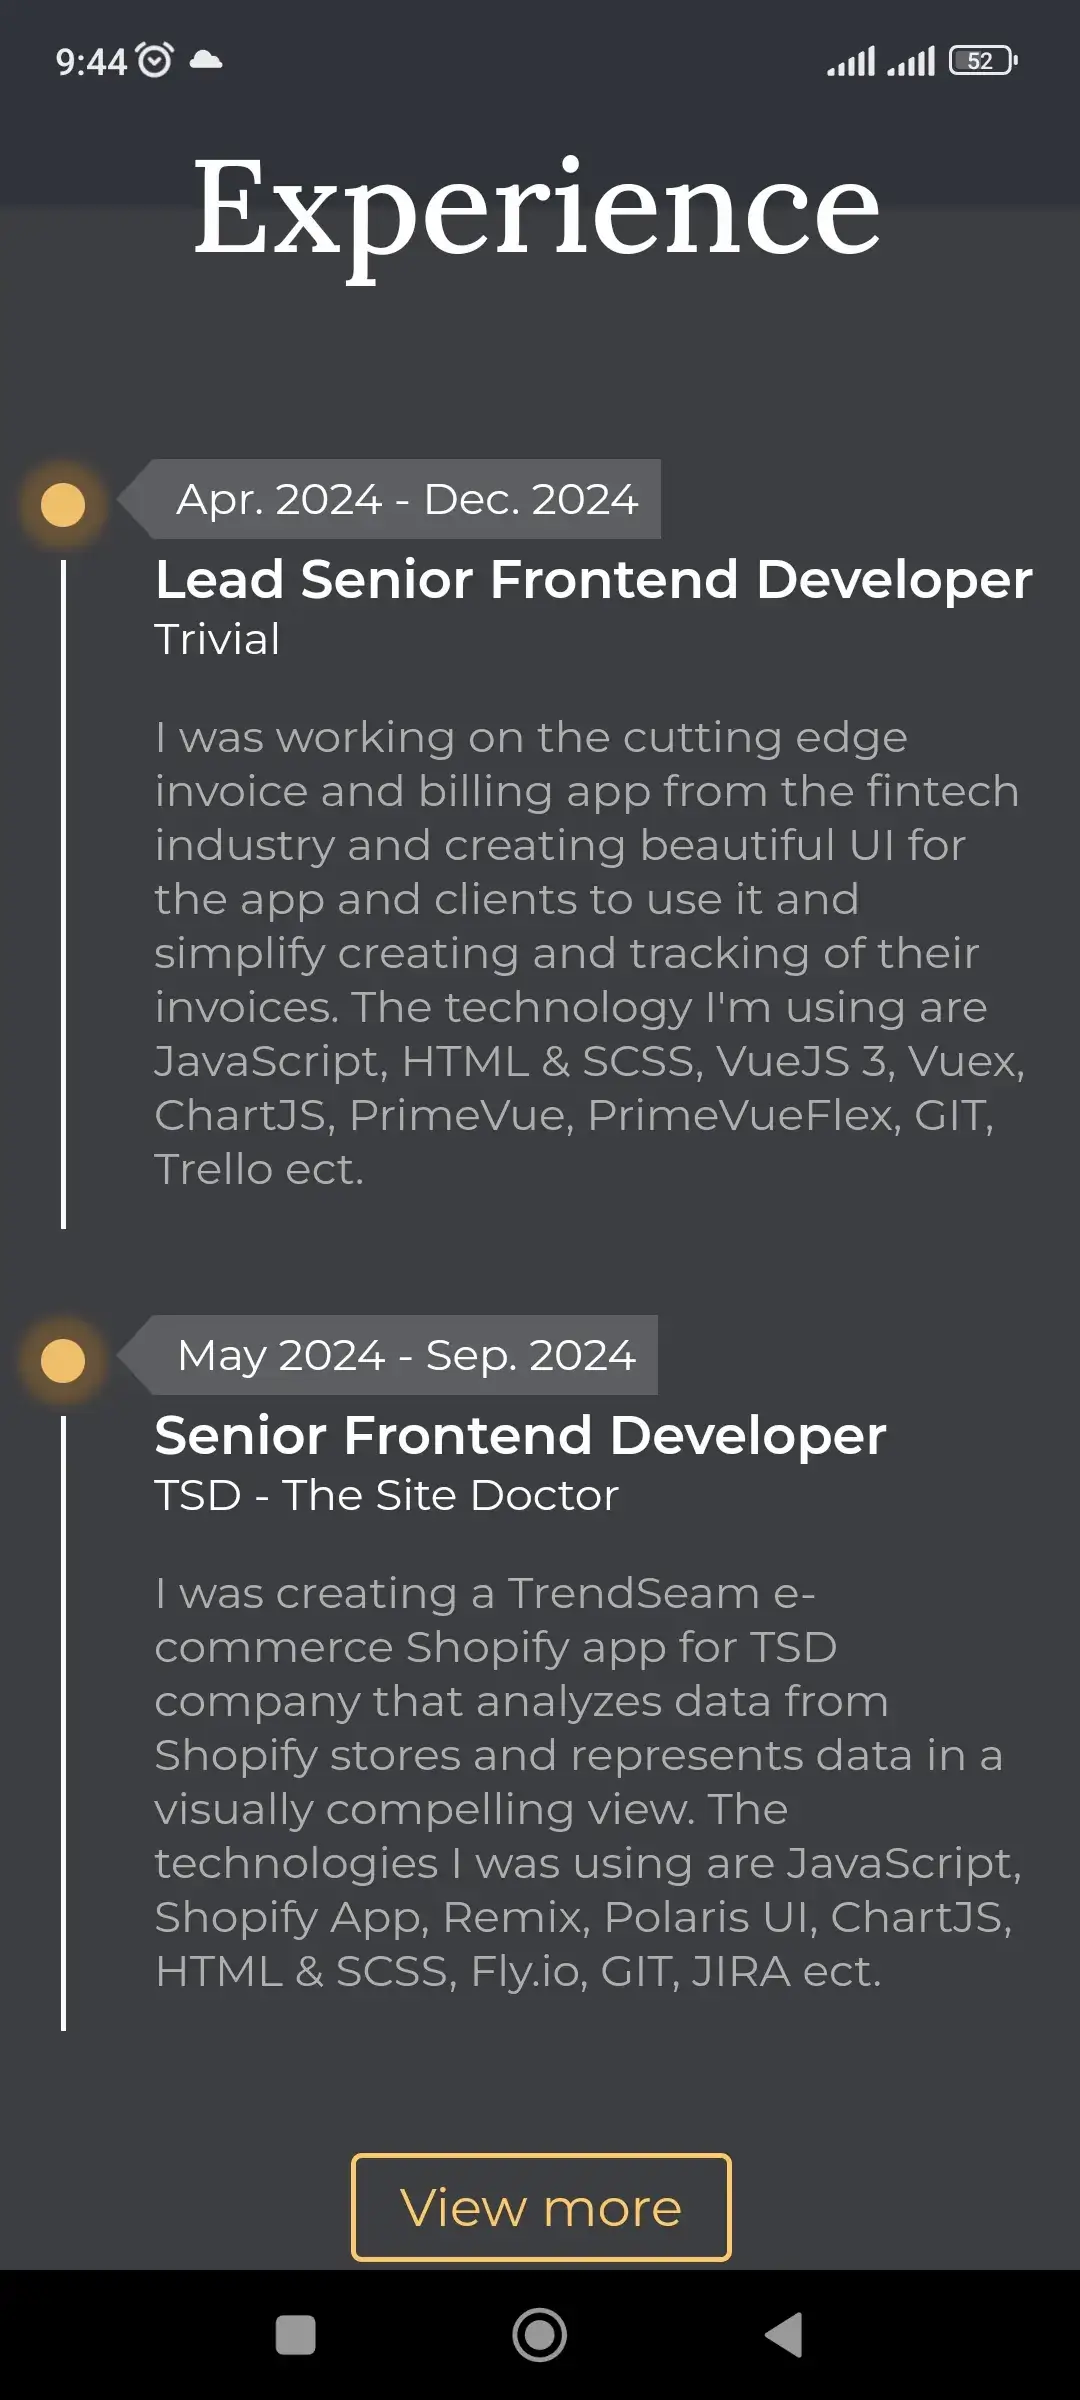 9:44
52
Experience
Apr. 2024 - Dec. 2024
Lead Senior Frontend Developer
Trivial
I was working on the cutting edge
invoice and billing app from the fintech
industry and creating beautiful UI for
the app and clients to use it and
simplify creating and tracking of their
invoices. The technology I'm using are
JavaScript, HTML & SCSS, VueJS 3, Vuex,
ChartJS, PrimeVue, PrimeVueFlex, GIT,
Trello ect.
May 2024 - Sep. 2024
Senior Frontend Developer
TSD - The Site Doctor
I was creating a TrendSeam e-
commerce Shopify app for TSD
company that analyzes data from
Shopify stores and represents data in a
visually compelling view. The
technologies I was using are JavaScript,
Shopify App, Remix, Polaris UI, ChartJS,
HTML & SCSS, Fly.io, GIT, JIRA ect.
View more